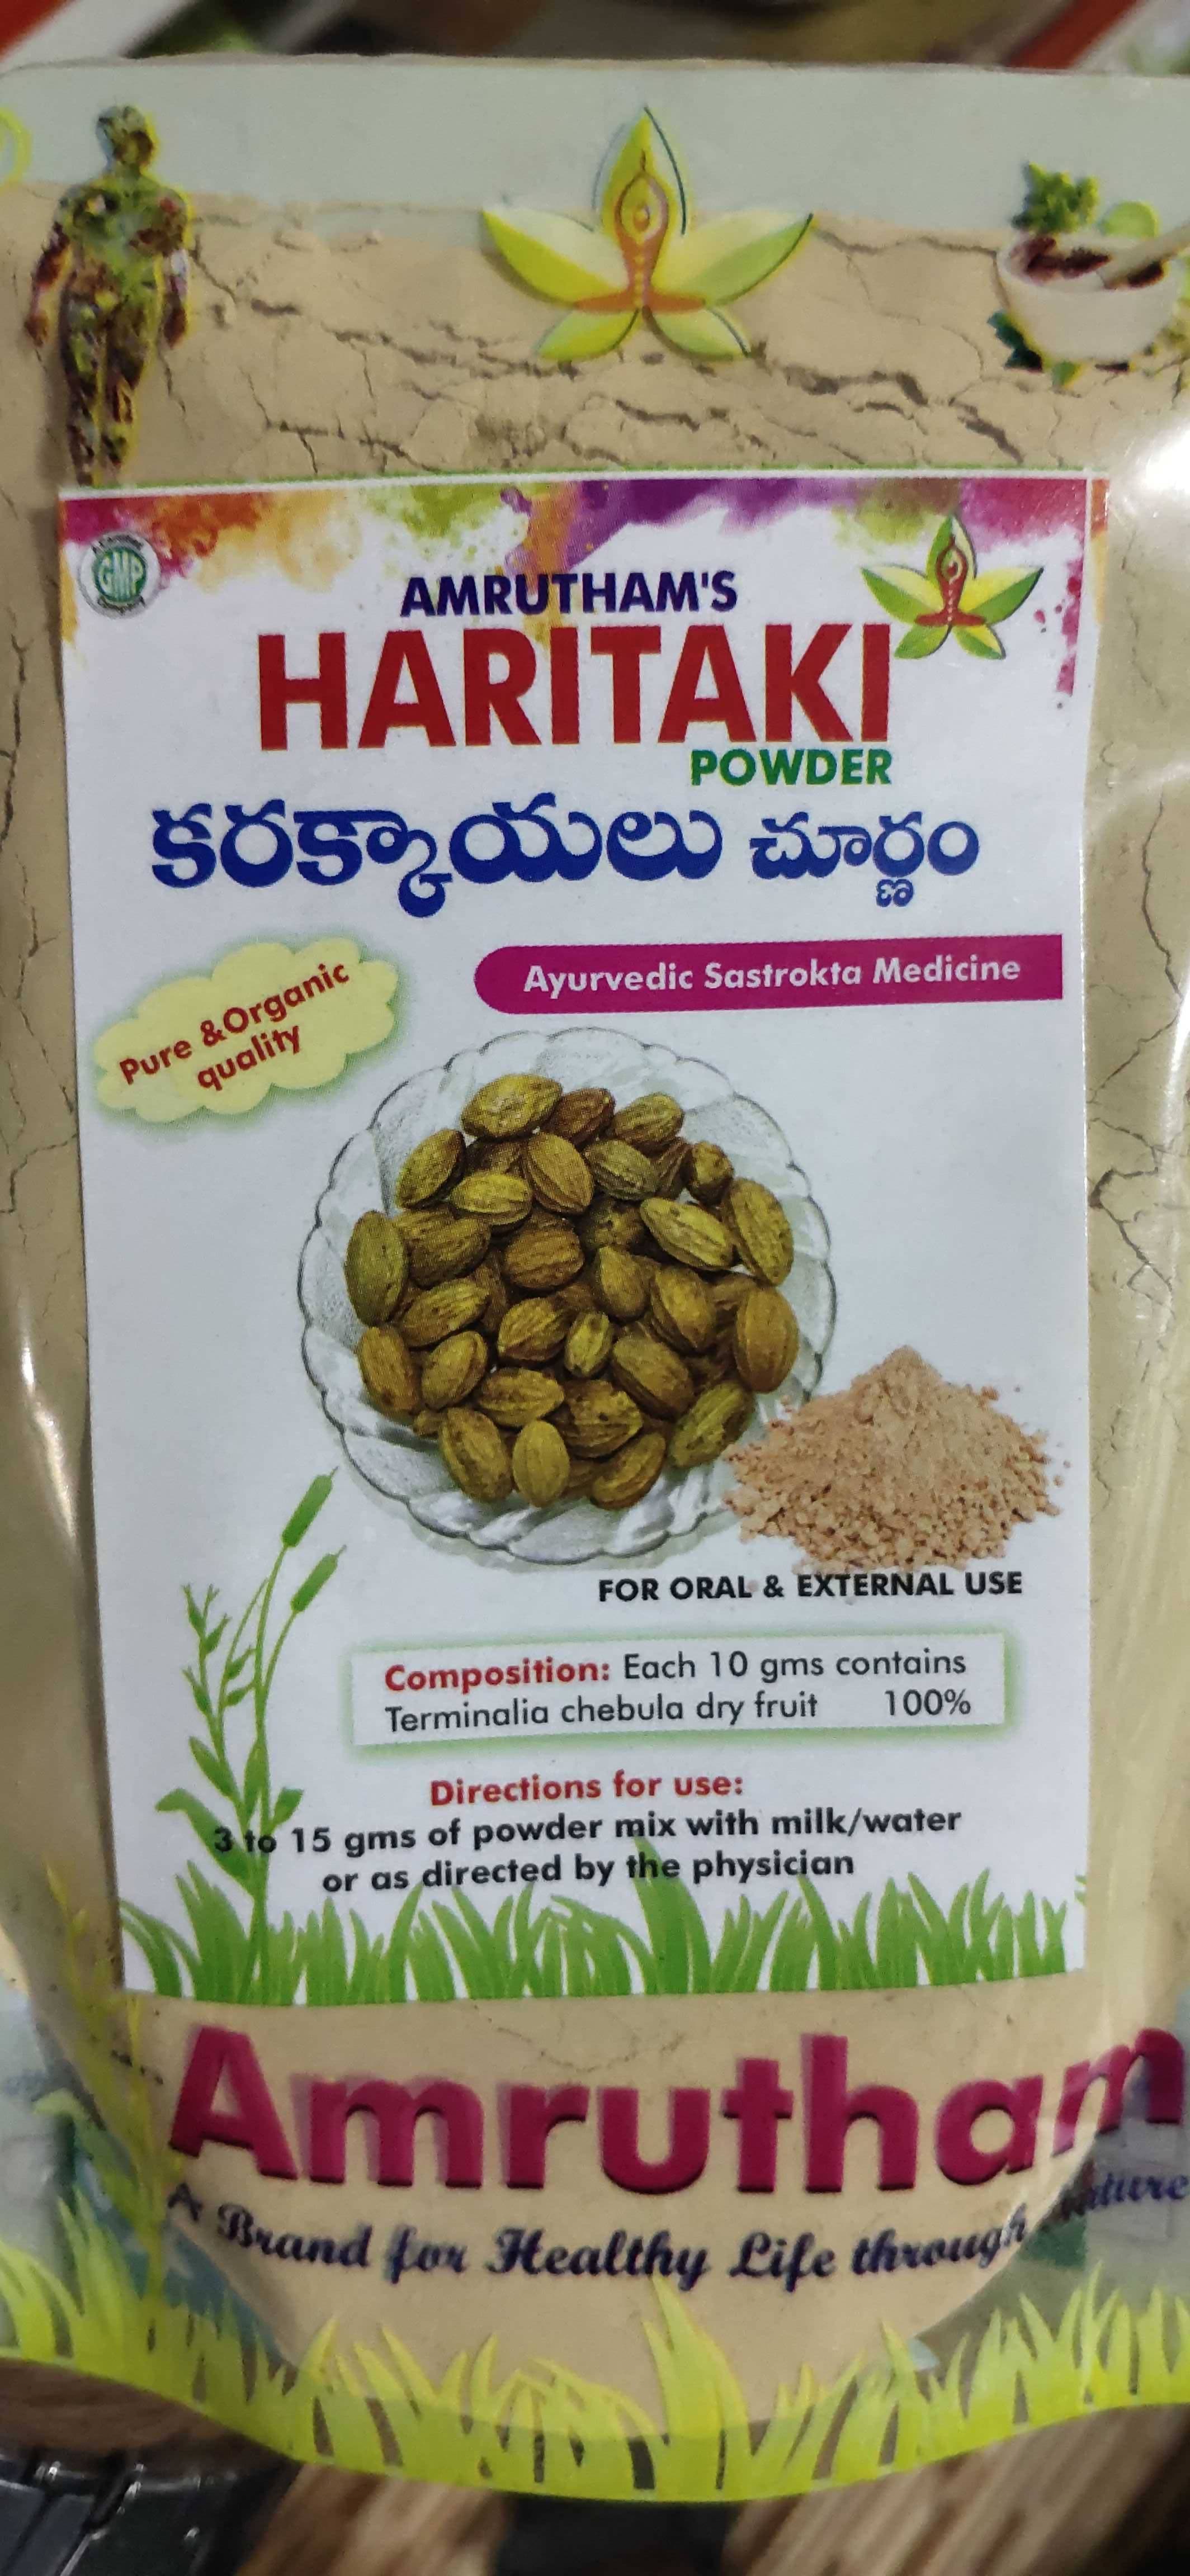 GMP
AMRUTHAM'S
HARITAKI
POWDER
కరక్కాయలు చూర్ణం
Ayurvedic Sastrokta Medicine
Pure &Organic
quality
FOR ORAL & EXTERNAL USE
Composition: Each 10 gms contains
Terminalia chebula dry fruit 100%
Directions for use:
3 to 15 gms of powder mix with milk/water
or as directed by the physician
Amrutham
A Brand for Healthy Life through Nature